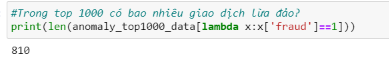 #Trong top 1000 có bao nhiêu giao dịch lừa đảo?
print(len(anomaly_top1000_data[lambda x:x['fraud']==1]))
810